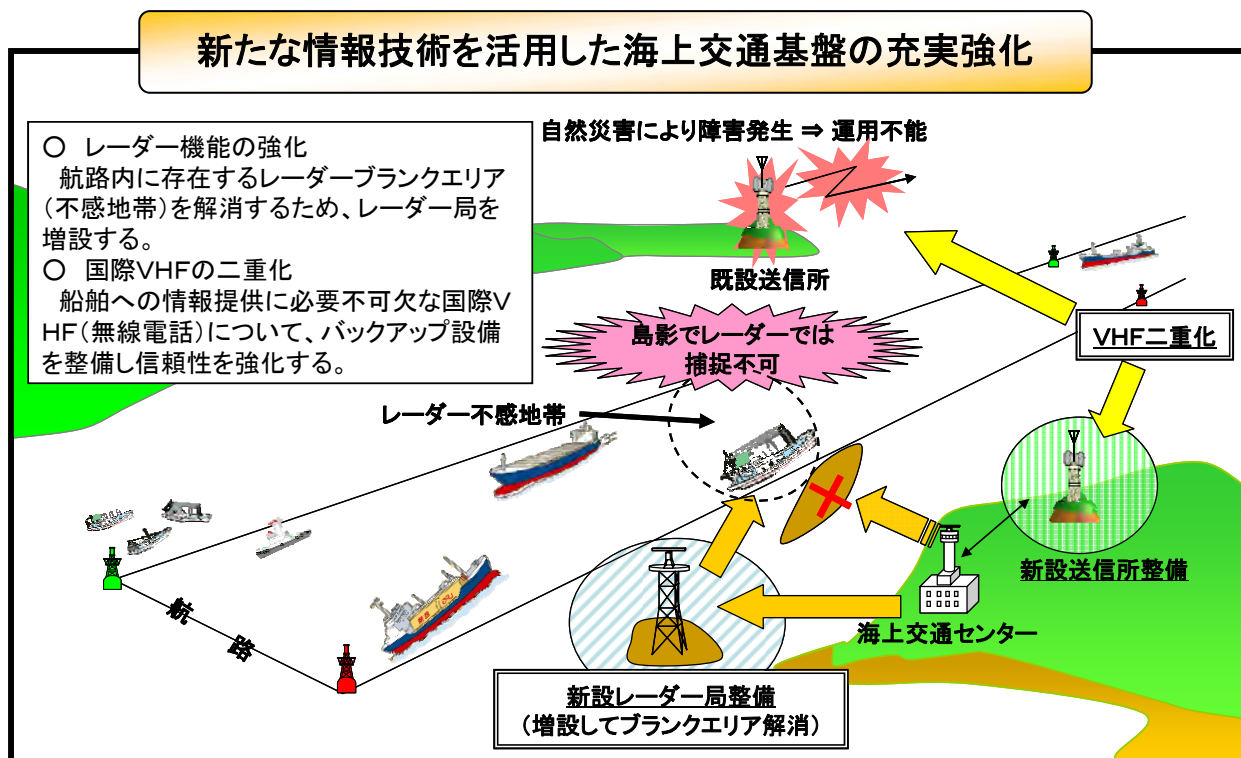 新たな情報技術を活用した海上交通基盤の充実強化
○ レーダー機能の強化
航路内に存在するレーダーブランクエリア
(不感地帯)を解消するため、レーダー局を
増設する。
○ 国際VHFの二重化
船舶への情報提供に必要不可欠な国際V
HF(無線電話)について、バックアップ設備
を整備し信頼性を強化する。
自然災害により障害発生 ⇒ 運用不能
既設送信所
島影でレーダーでは
捕捉不可
VHF二重化
レーダー不感地帯
新設送信所整備
海上交通センター
航路
新設レーダー局整備
(増設してブランクエリア解消)